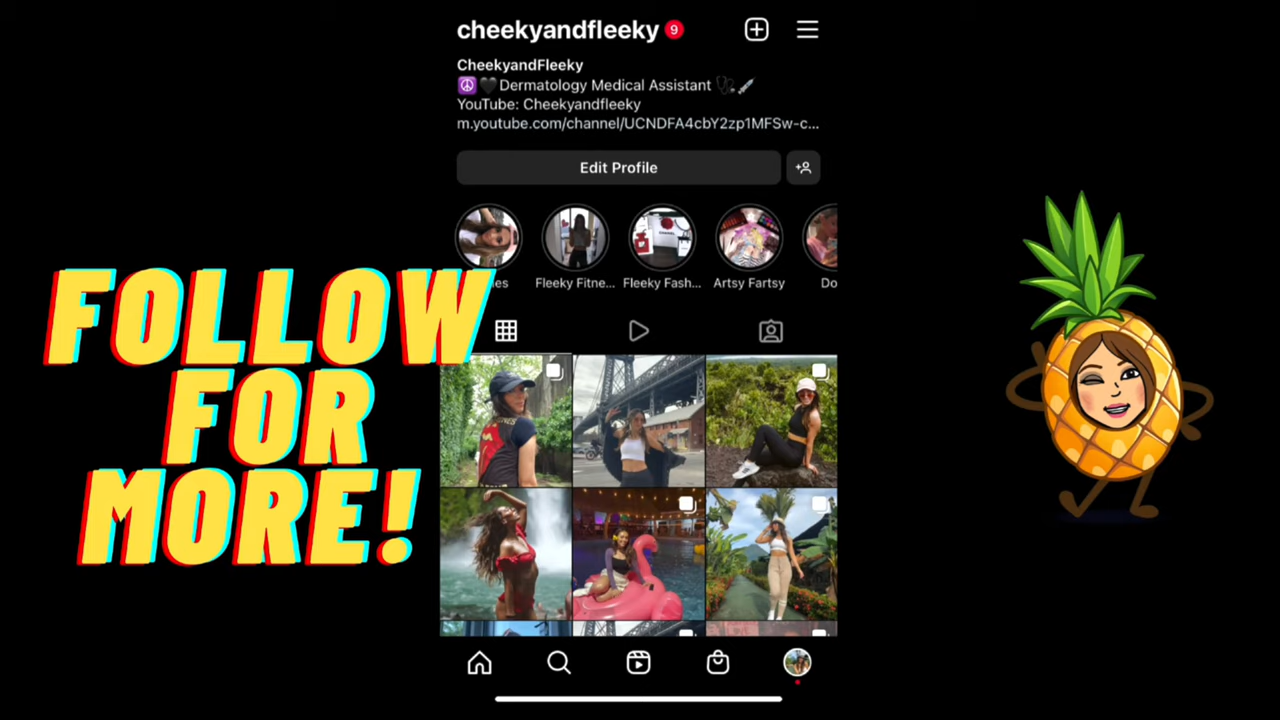 cheekyandfleeky 9
CheekyandFleeky
☮️🖤Dermatology Medical Assistant 🩺💉
YouTube: Cheekyandfleeky
m.youtube.com/channel/UCNDFA4cbY2zp1MFSw-c...
Edit Profile
Fleeky Fitne... Fleeky Fash... Artsy Fartsy
FOLLOW
FOR
MORE!